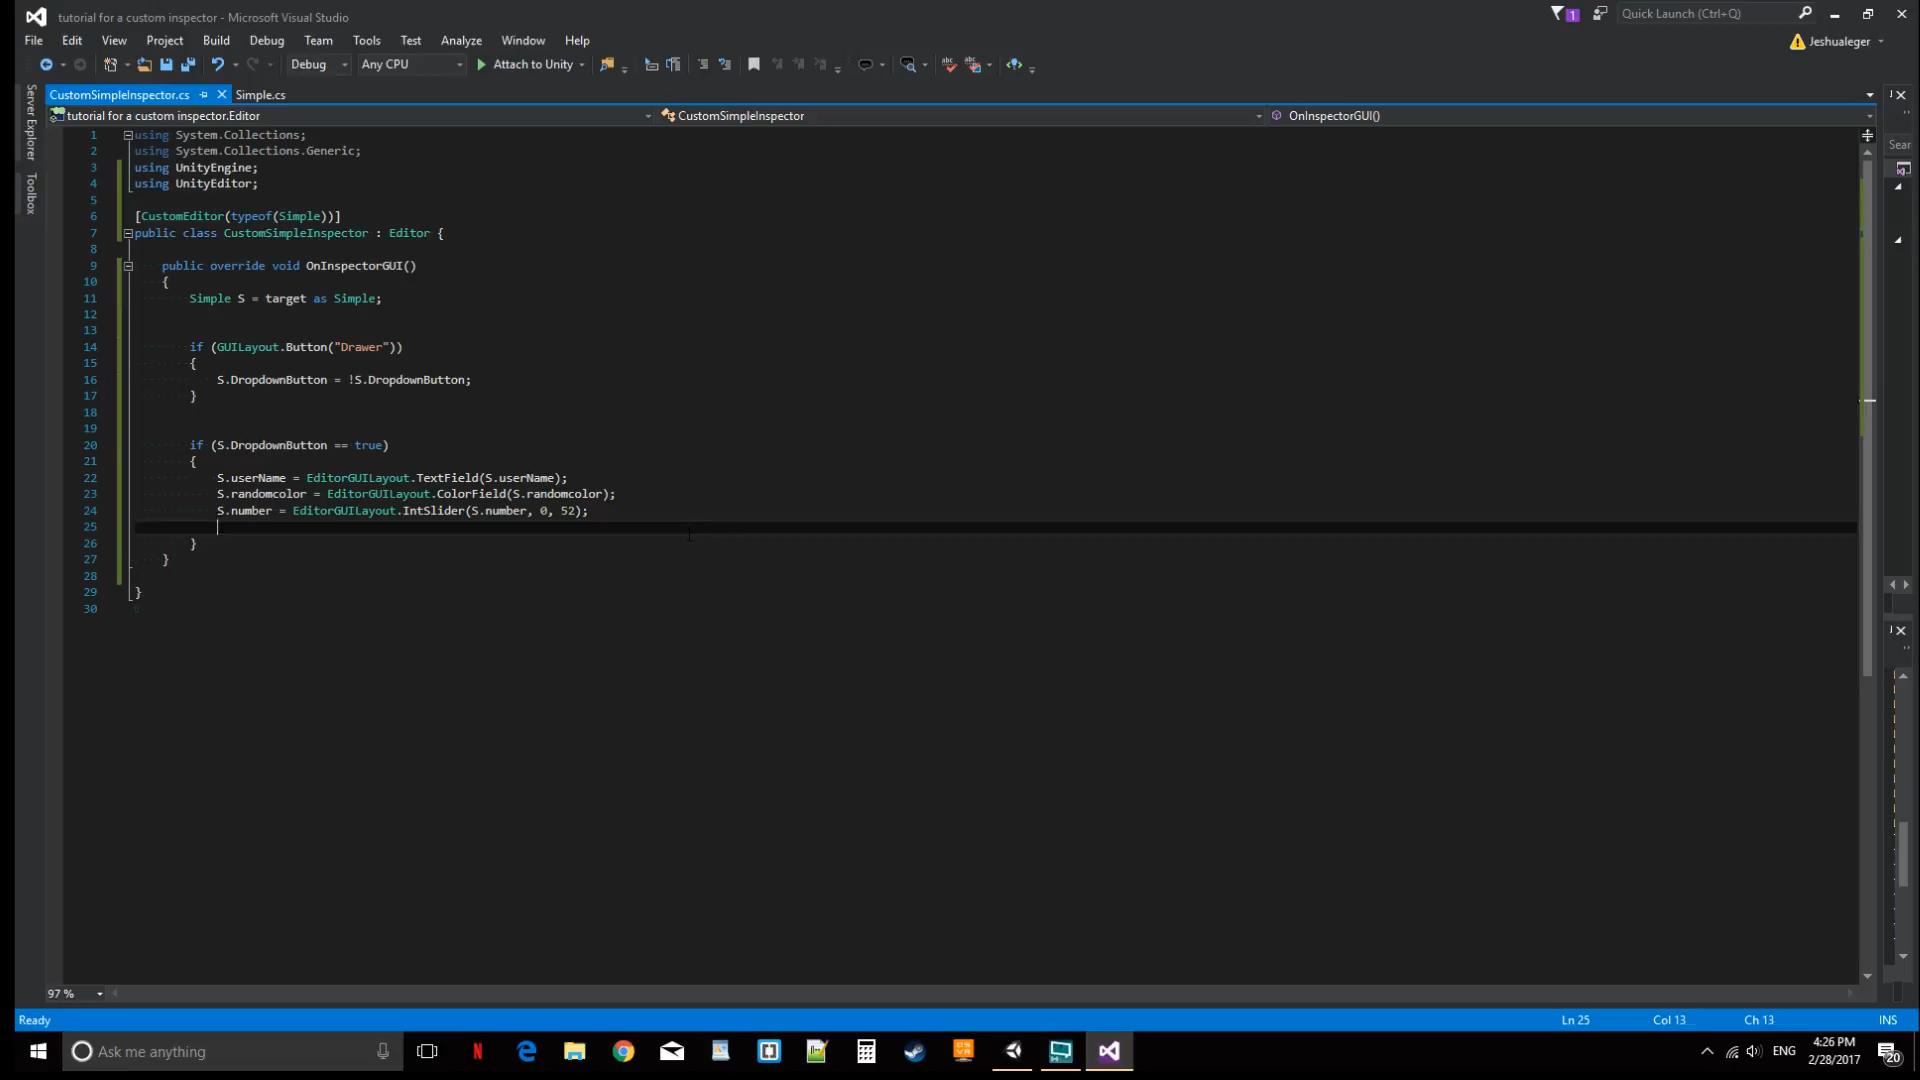 tutorial for a custom inspector - Microsoft Visual Studio
1
Quick Launch (Ctrl+Q)
File Edit View Project Build Debug Team Tools Test Analyze Window Help
Jeshualeger
Debug Any CPU Attach to Unity
CustomSimpleInspector.cs Simple.cs
tutorial for a custom inspector.Editor CustomSimpleInspector OnInspectorGUI()
Server Explorer
Toolbox
Sear
1 using System.Collections;
2 using System.Collections.Generic;
3 using UnityEngine;
4 using UnityEditor;
5
6 [CustomEditor(typeof(Simple))]
7 public class CustomSimpleInspector : Editor {
8
9 public override void OnInspectorGUI()
10 {
11 Simple S = target as Simple;
12
13
14 if (GUILayout.Button("Drawer"))
15 {
16 S.DropdownButton = !S.DropdownButton;
17 }
18
19
20 if (S.DropdownButton == true)
21 {
22 S.userName = EditorGUILayout.TextField(S.userName);
23 S.randomcolor = EditorGUILayout.ColorField(S.randomcolor);
24 S.number = EditorGUILayout.IntSlider(S.number, 0, 52);
25
26 }
27 }
28
29 }
30
97 %
Ready Ln 25 Col 13 Ch 13 INS
Ask me anything
ENG
4:26 PM
2/28/2017
20